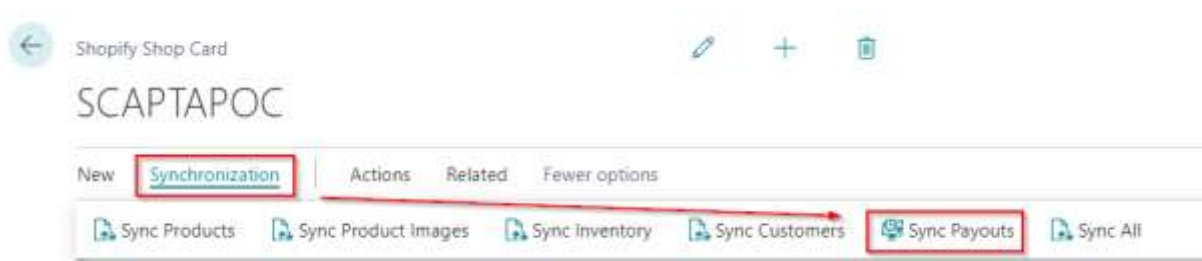 Shopify Shop Card
SCAPTAPOC
New Synchronization Actions Related Fewer options
Sync Products Sync Product Images Sync Inventory Sync Customers Sync Payouts Sync All